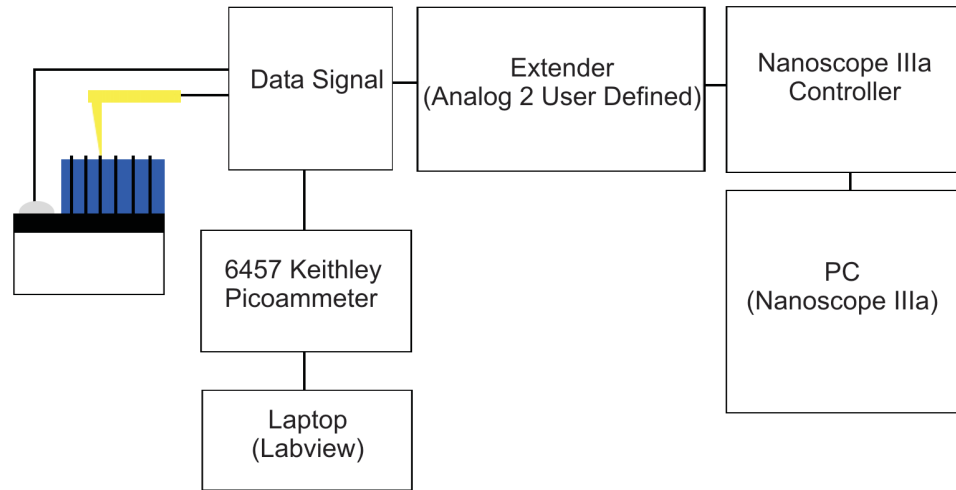 Data Signal
Extender
(Analog 2 User Defined)
Nanoscope IIIa
Controller
6457 Keithley
Picoammeter
PC
(Nanoscope IIIa)
Laptop
(Labview)